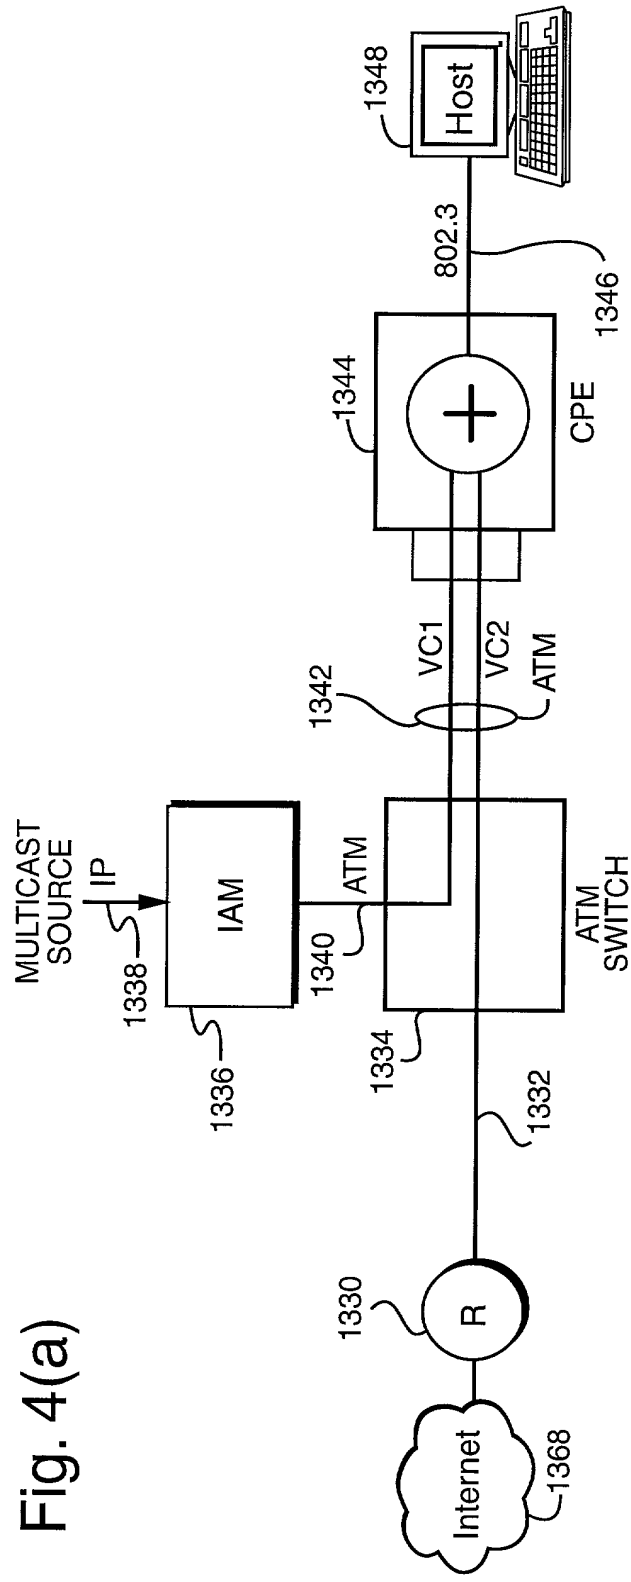 Fig. 4(a)
MULTICAST
SOURCE
IP
1338
IAM
1336
ATM
1340
1334
ATM
SWITCH
1332
1330
R
Internet
1368
1342
VC1
VC2
ATM
1344
CPE
802.3
1346
1348
Host